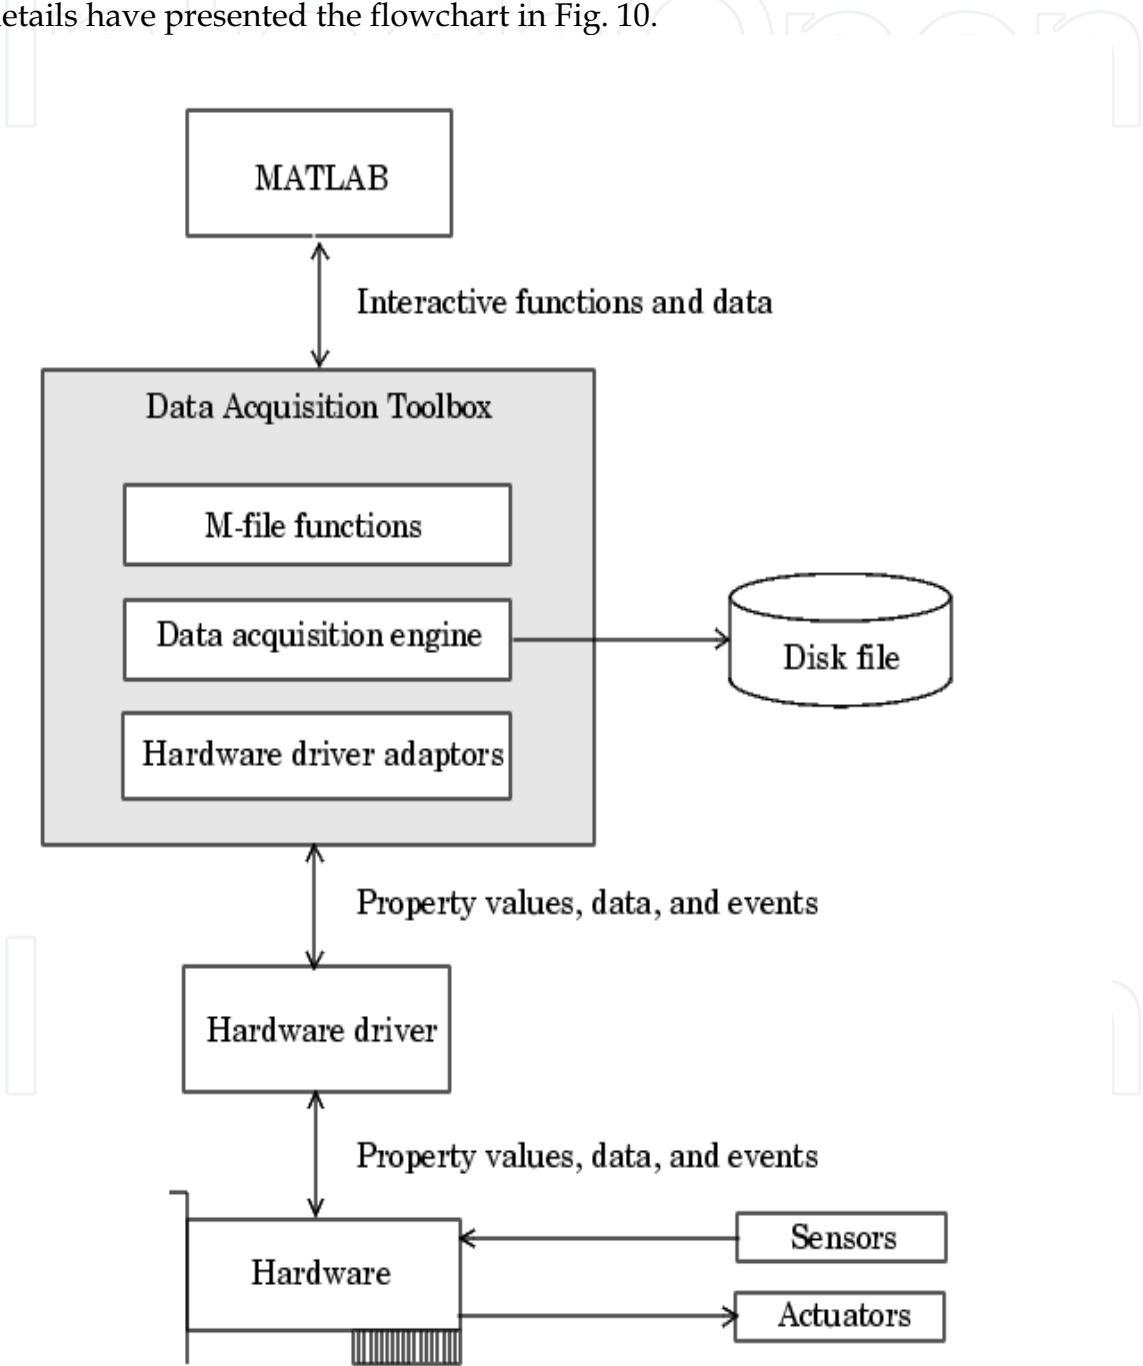 etails have presented the flowchart in Fig. 10.
MATLAB
Interactive functions and data
Data Acquisition Toolbox
M-file functions
Data acquisition engine
Disk file
Hardware driver adaptors
Property values, data, and events
Hardware driver
Property values, data, and events
Sensors
Hardware
Actuators